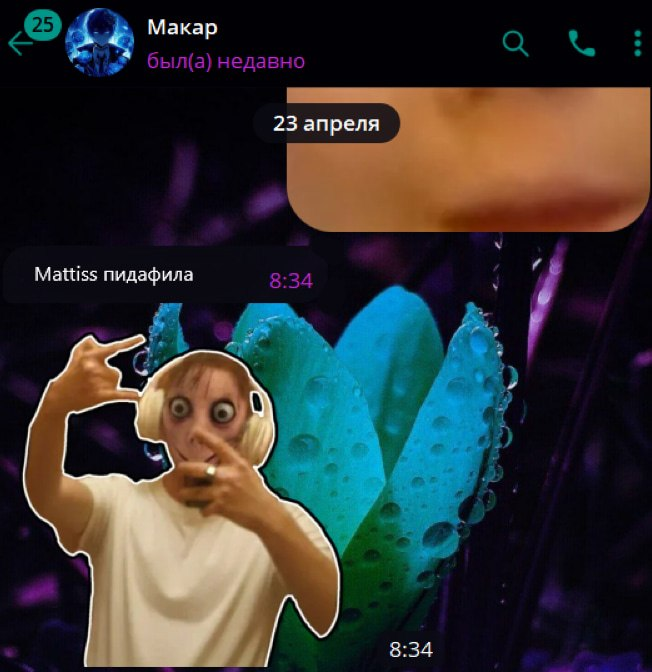 25
Макар
был(а) недавно
23 апреля
Mattiss пидафила
8:34
8:34